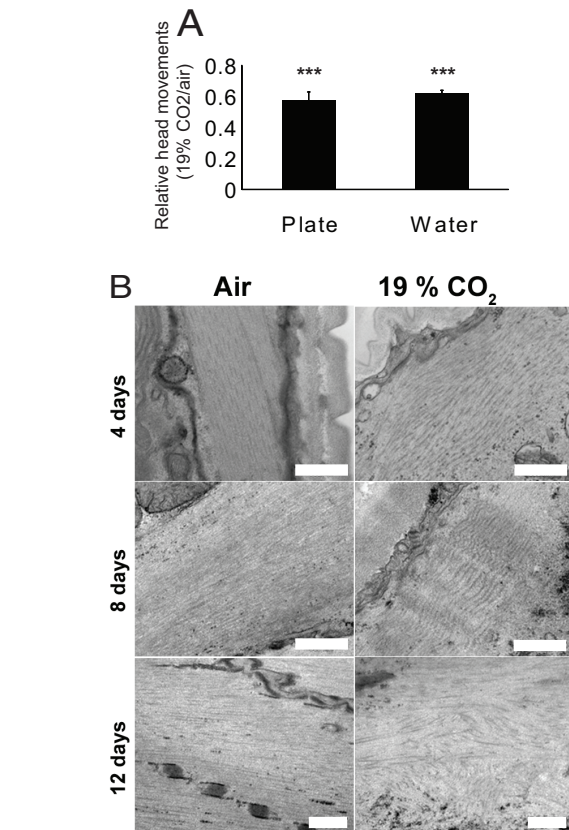 A
Relative head movements
(19% CO2/air)
0.8
0.6
0.4
0.2
0
***
***
Plate
Water
B
Air
19 % CO2
4 days
8 days
12 days